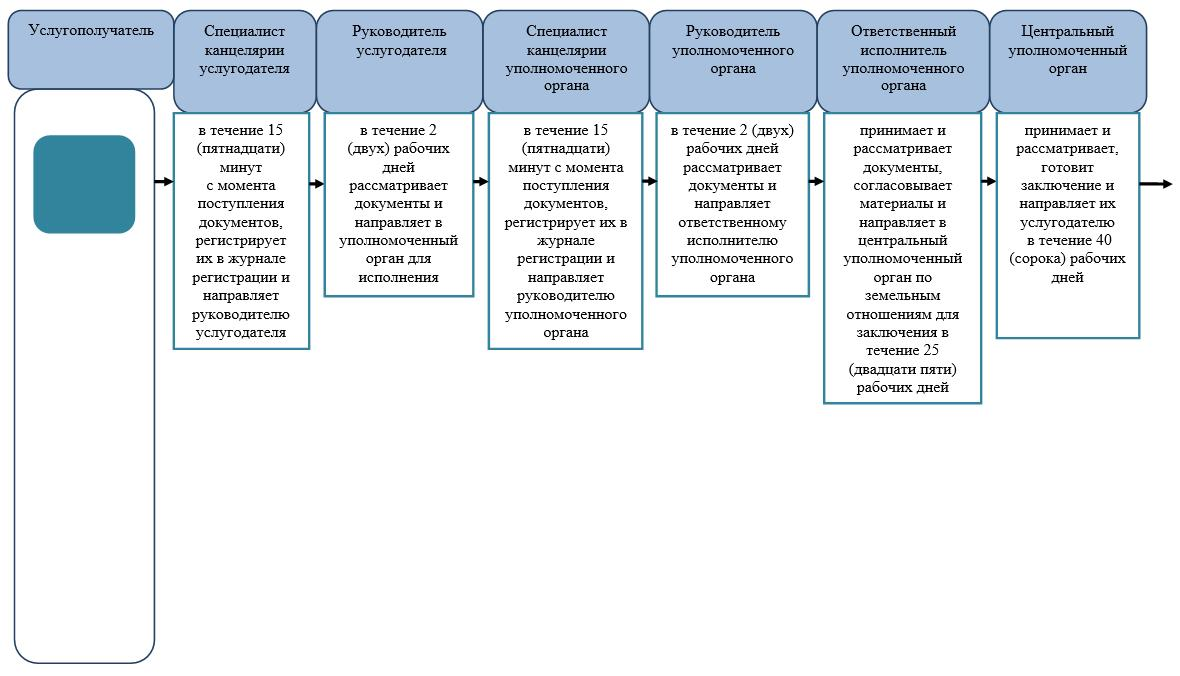 Услугополучатель
Специалист
канцелярии
услугодателя
Руководитель
услугодателя
Специалист
канцелярии
уполномоченного
органа
Руководитель
уполномоченного
органа
Ответственный
исполнитель
уполномоченного
органа
Центральный
уполномоченный
орган
в течение 15
(пятнадцати)
минут
с момента
поступления
документов,
регистрирует
их в журнале
регистрации и
направляет
руководителю
услугодателя
в течение 2
(двух) рабочих
дней
рассматривает
документы и
направляет в
уполномоченный
орган для
исполнения
в течение 15
(пятнадцати)
минут с момента
поступления
документов,
регистрирует их в
журнале
регистрации и
направляет
руководителю
уполномоченного
органа
в течение 2 (двух)
рабочих дней
рассматривает
документы и
направляет
ответственному
исполнителю
уполномоченного
органа
принимает и
рассматривает
документы,
согласовывает
материалы и
направляет в
центральный
уполномоченный
орган по
земельным
отношениям для
заключения в
течение 25
(двадцати пяти)
рабочих дней
принимает и
рассматривает,
готовит
заключение и
направляет их
услугодателю
в течение 40
(сорока) рабочих
дней